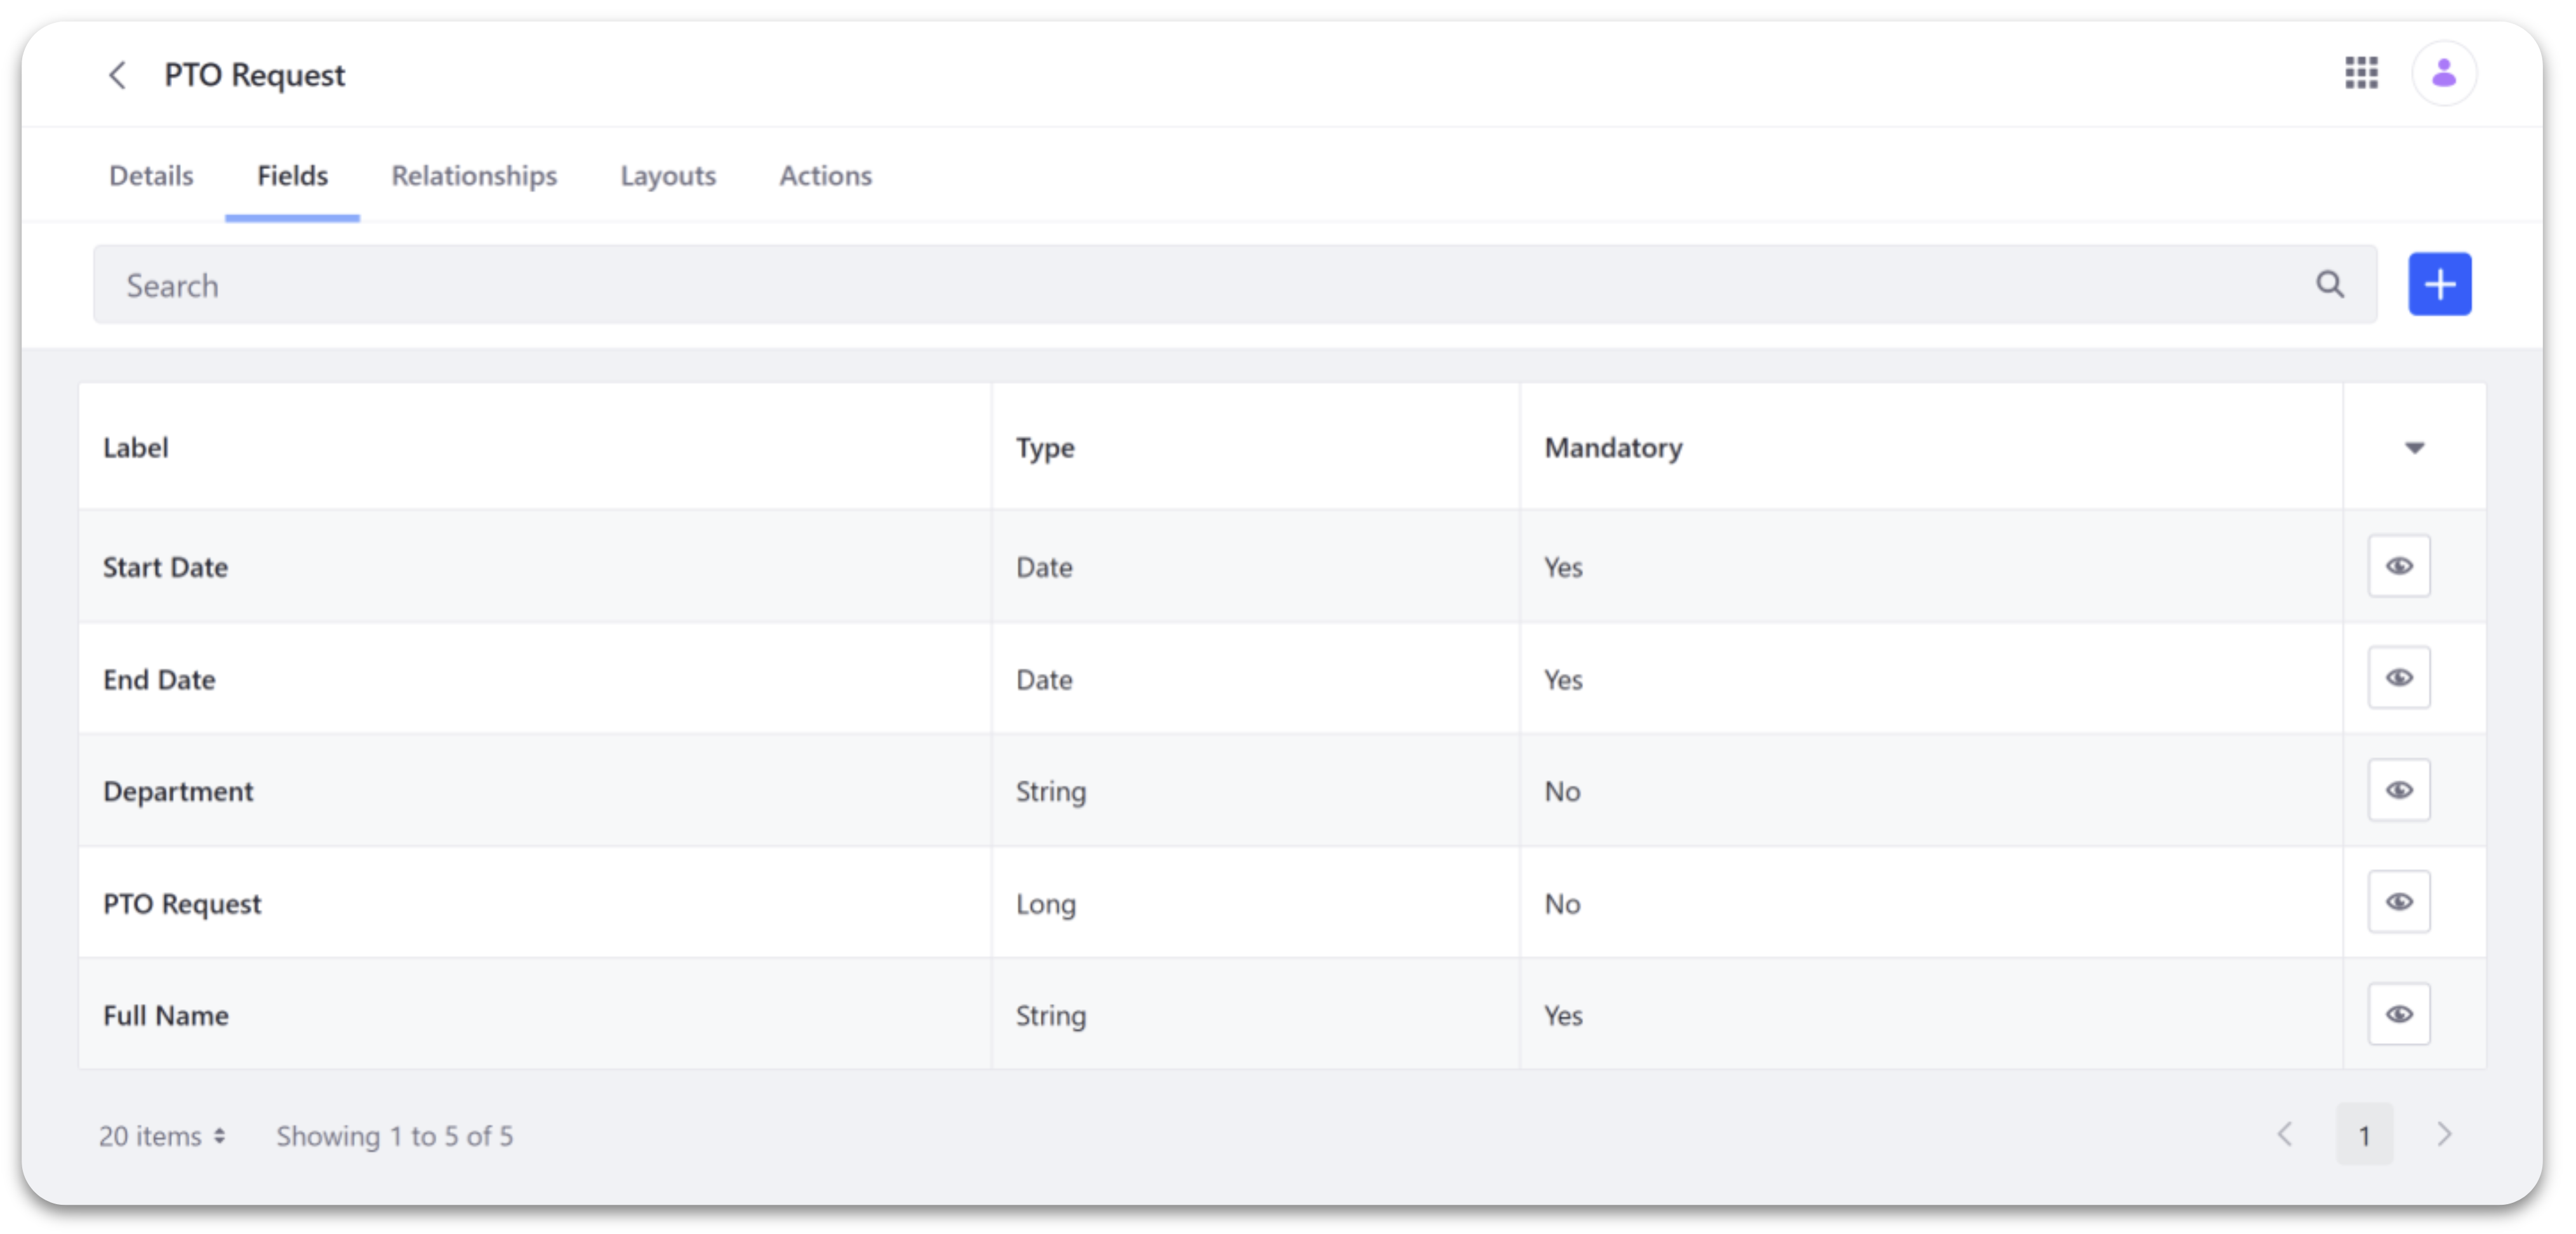 PTO Request
Details Fields Relationships Layouts Actions
Search
Label Type Mandatory
Start Date Date Yes
End Date Date Yes
Department String No
PTO Request Long No
Full Name String Yes
20 items Showing 1 to 5 of 5 1